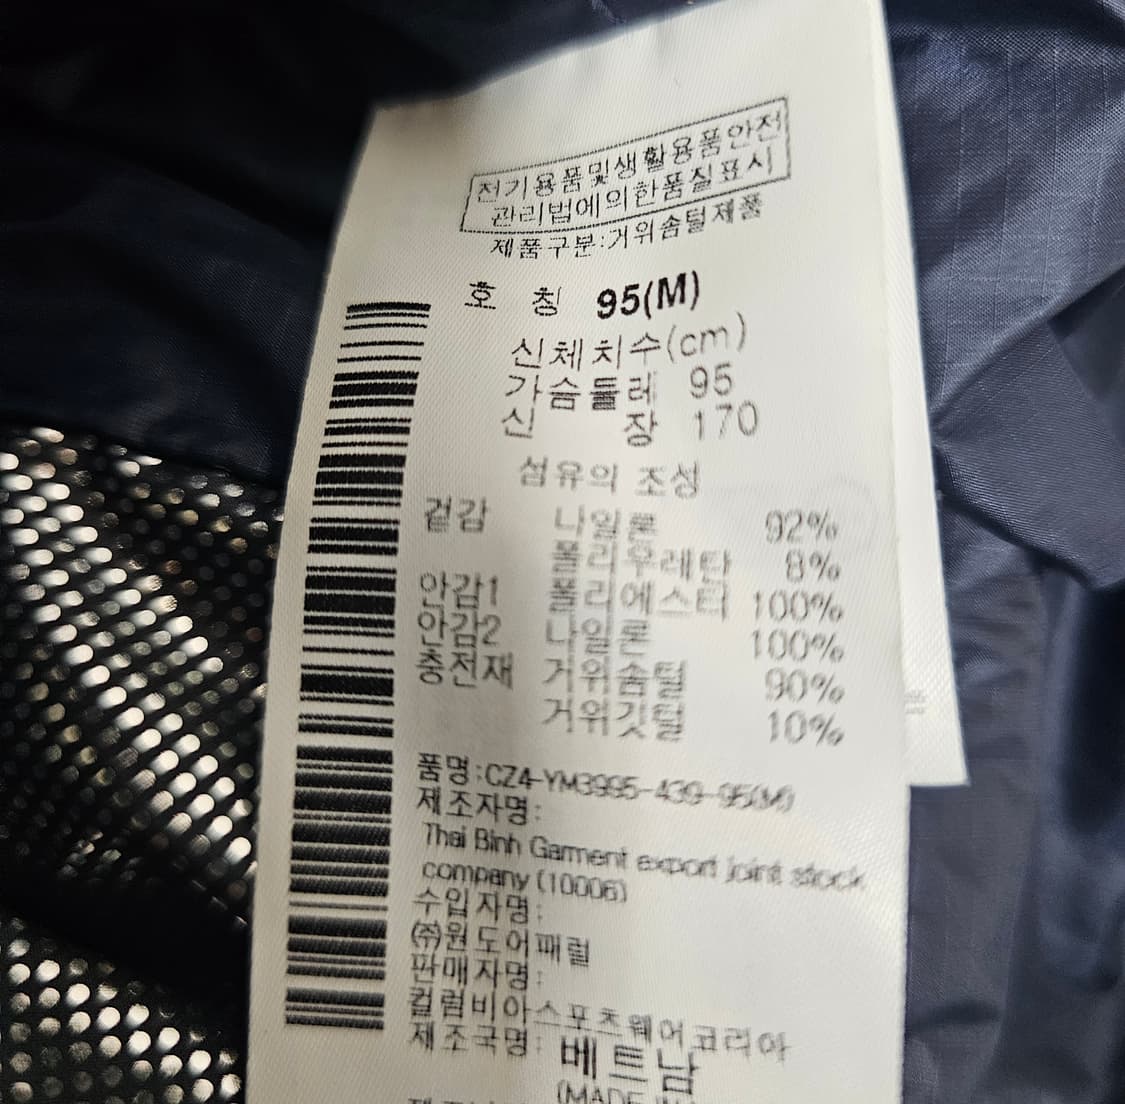 전기용품및생활용품안전
관리법에의한품질표시
제품구분:거위솜털제품
호 칭 95(M)
신체치수(cm)
가슴둘레 95
신 장 170
섬유의 조성
겉감 나일론 92%
폴리우레탄 8%
안감1 폴리에스터 100%
안감2 나일론 100%
충전재 거위솜털 90%
거위깃털 10%
품명:CZ4-YM3995-439-95(M)
제조자명:
Thai Binh Garment export joint stock
company (10006)
수입자명:
(주)원도어패럴
판매자명:
컬럼비아스포츠웨어코리아
제조국명: 베트남
(MADE IN